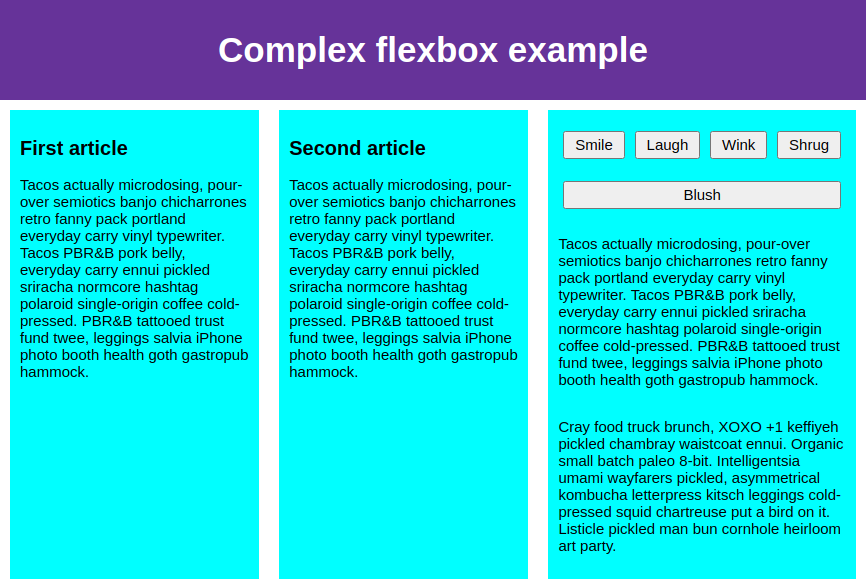 Complex flexbox example
First article
Tacos actually microdosing, pour-
over semiotics banjo chicharrones
retro fanny pack portland
everyday carry vinyl typewriter.
Tacos PBR&B pork belly,
everyday carry ennui pickled
sriracha normcore hashtag
polaroid single-origin coffee cold-
pressed. PBR&B tattooed trust
fund twee, leggings salvia iPhone
photo booth health goth gastropub
hammock.
Second article
Tacos actually microdosing, pour-
over semiotics banjo chicharrones
retro fanny pack portland
everyday carry vinyl typewriter.
Tacos PBR&B pork belly,
everyday carry ennui pickled
sriracha normcore hashtag
polaroid single-origin coffee cold-
pressed. PBR&B tattooed trust
fund twee, leggings salvia iPhone
photo booth health goth gastropub
hammock.
Smile Laugh Wink Shrug
Blush
Tacos actually microdosing, pour-over
semiotics banjo chicharrones retro fanny
pack portland everyday carry vinyl
typewriter. Tacos PBR&B pork belly,
everyday carry ennui pickled sriracha
normcore hashtag polaroid single-origin
coffee cold-pressed. PBR&B tattooed trust
fund twee, leggings salvia iPhone photo
booth health goth gastropub hammock.
Cray food truck brunch, XOXO +1 keffiyeh
pickled chambray waistcoat ennui. Organic
small batch paleo 8-bit. Intelligentsia
umami wayfarers pickled, asymmetrical
kombucha letterpress kitsch leggings cold-
pressed squid chartreuse put a bird on it.
Listicle pickled man bun cornhole heirloom
art party.